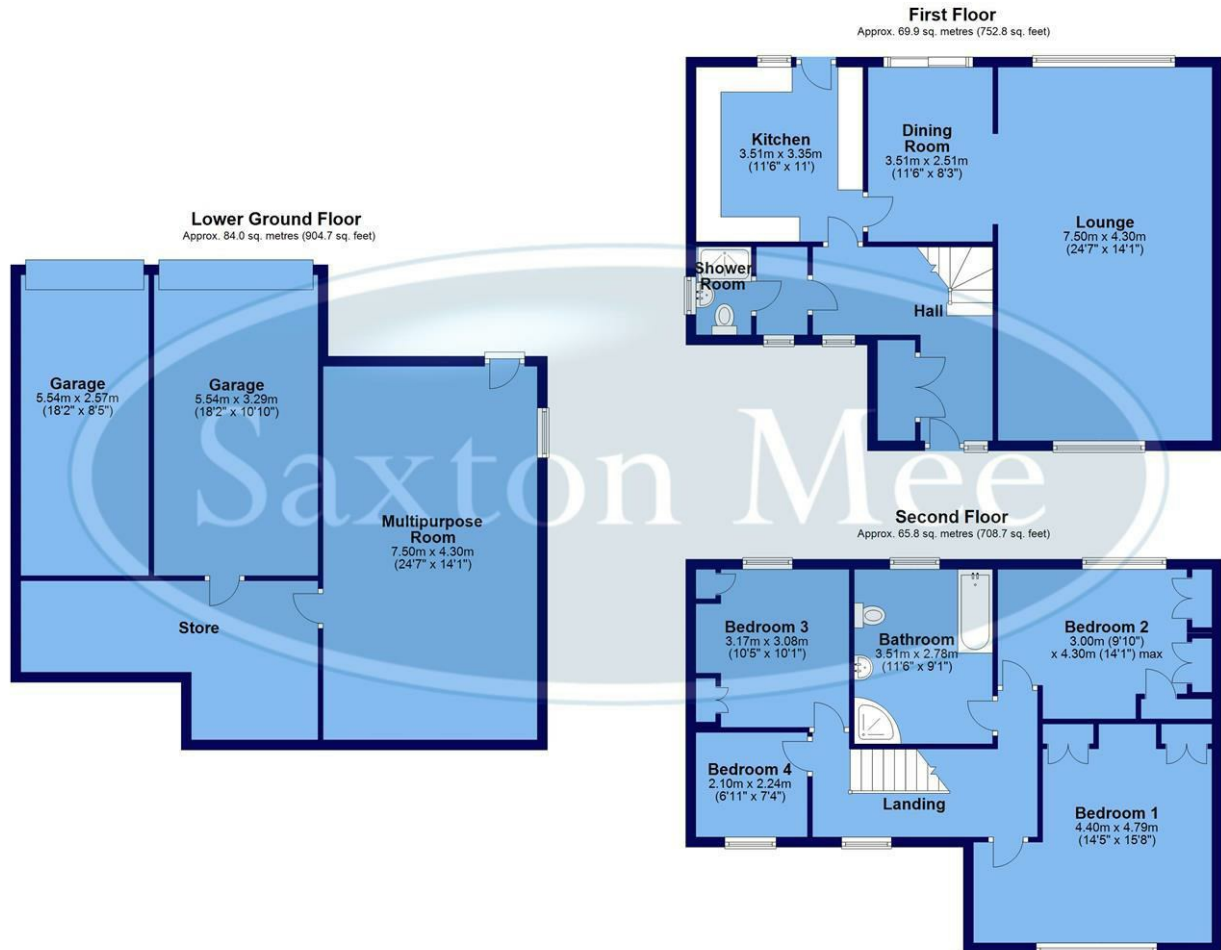 First Floor
Approx. 69.9 sq. metres (752.8 sq. feet)
Kitchen
3.51m x 3.35m
(11'6" x 11')
Dining
Room
3.51m x 2.51m
(11'6" x 8'3")
Lounge
7.50m x 4.30m
(24'7" x 14'1")
Shower
Room
Hall
Lower Ground Floor
Approx. 84.0 sq. metres (904.7 sq. feet)
Garage
5.54m x 2.57m
(18'2" x 8'5")
Garage
5.54m x 3.29m
(18'2" x 10'10")
Multipurpose
Room
7.50m x 4.30m
(24'7" x 14'1")
Store
Saxton Mee
Second Floor
Approx. 65.8 sq. metres (708.7 sq. feet)
Bedroom 3
3.17m x 3.08m
(10'5" x 10'1")
Bathroom
3.51m x 2.78m
(11'6" x 9'1")
Bedroom 2
3.00m (9'10")
x 4.30m (14'1") max
Bedroom 4
2.10m x 2.24m
(6'11" x 7'4")
Landing
Bedroom 1
4.40m x 4.79m
(14'5" x 15'8")